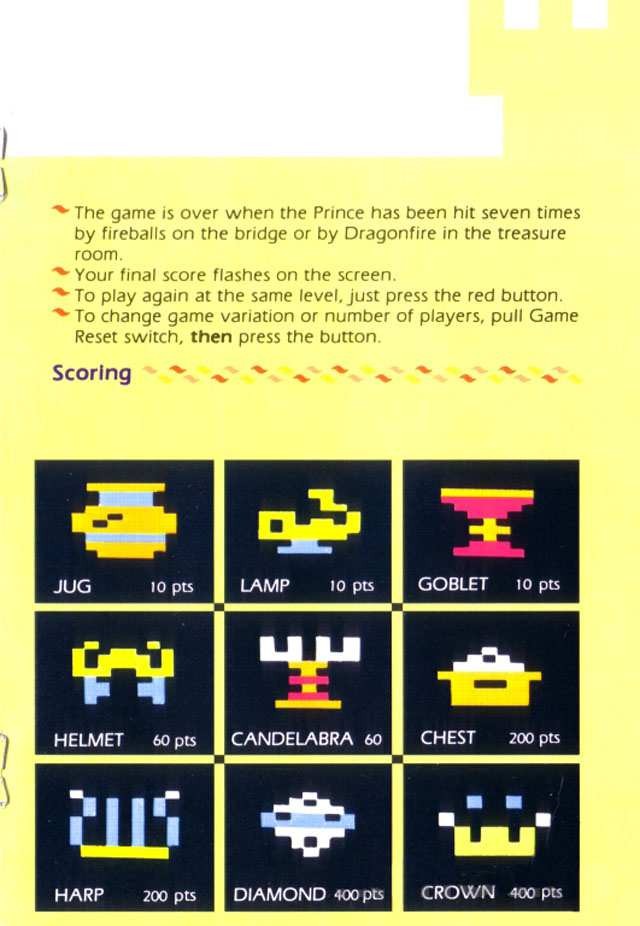 The game is over when the Prince has been hit seven times
by fireballs on the bridge or by Dragonfire in the treasure
room.
Your final score flashes on the screen.
To play again at the same level, just press the red button.
To change game variation or number of players, pull Game
Reset switch, then press the button.
Scoring
JUG 10 pts
LAMP 10 pts
GOBLET 10 pts
HELMET 60 pts
CANDELABRA 60
CHEST 200 pts
HARP 200 pts
DIAMOND 400 pts
CROWN 400 pts